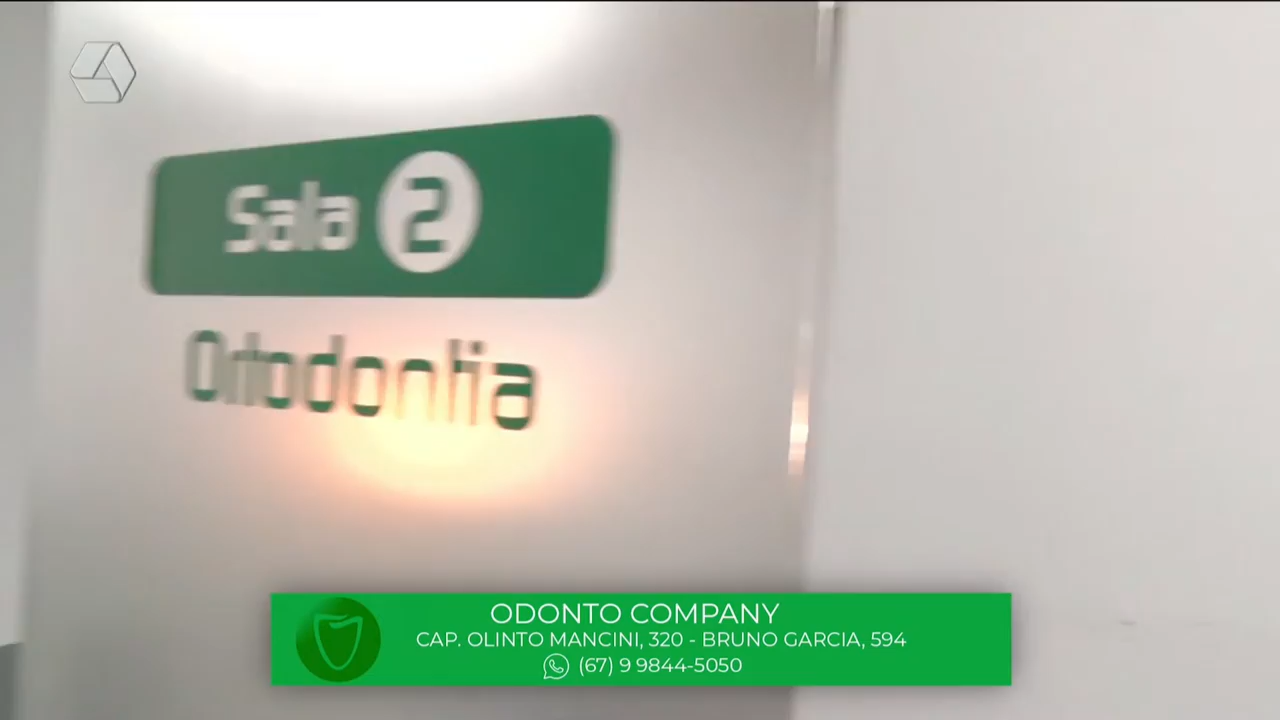 Sala 2
Ortodontia
ODONTO COMPANY
CAP. OLINTO MANCINI, 320 - BRUNO GARCIA, 594
(67) 9 9844-5050